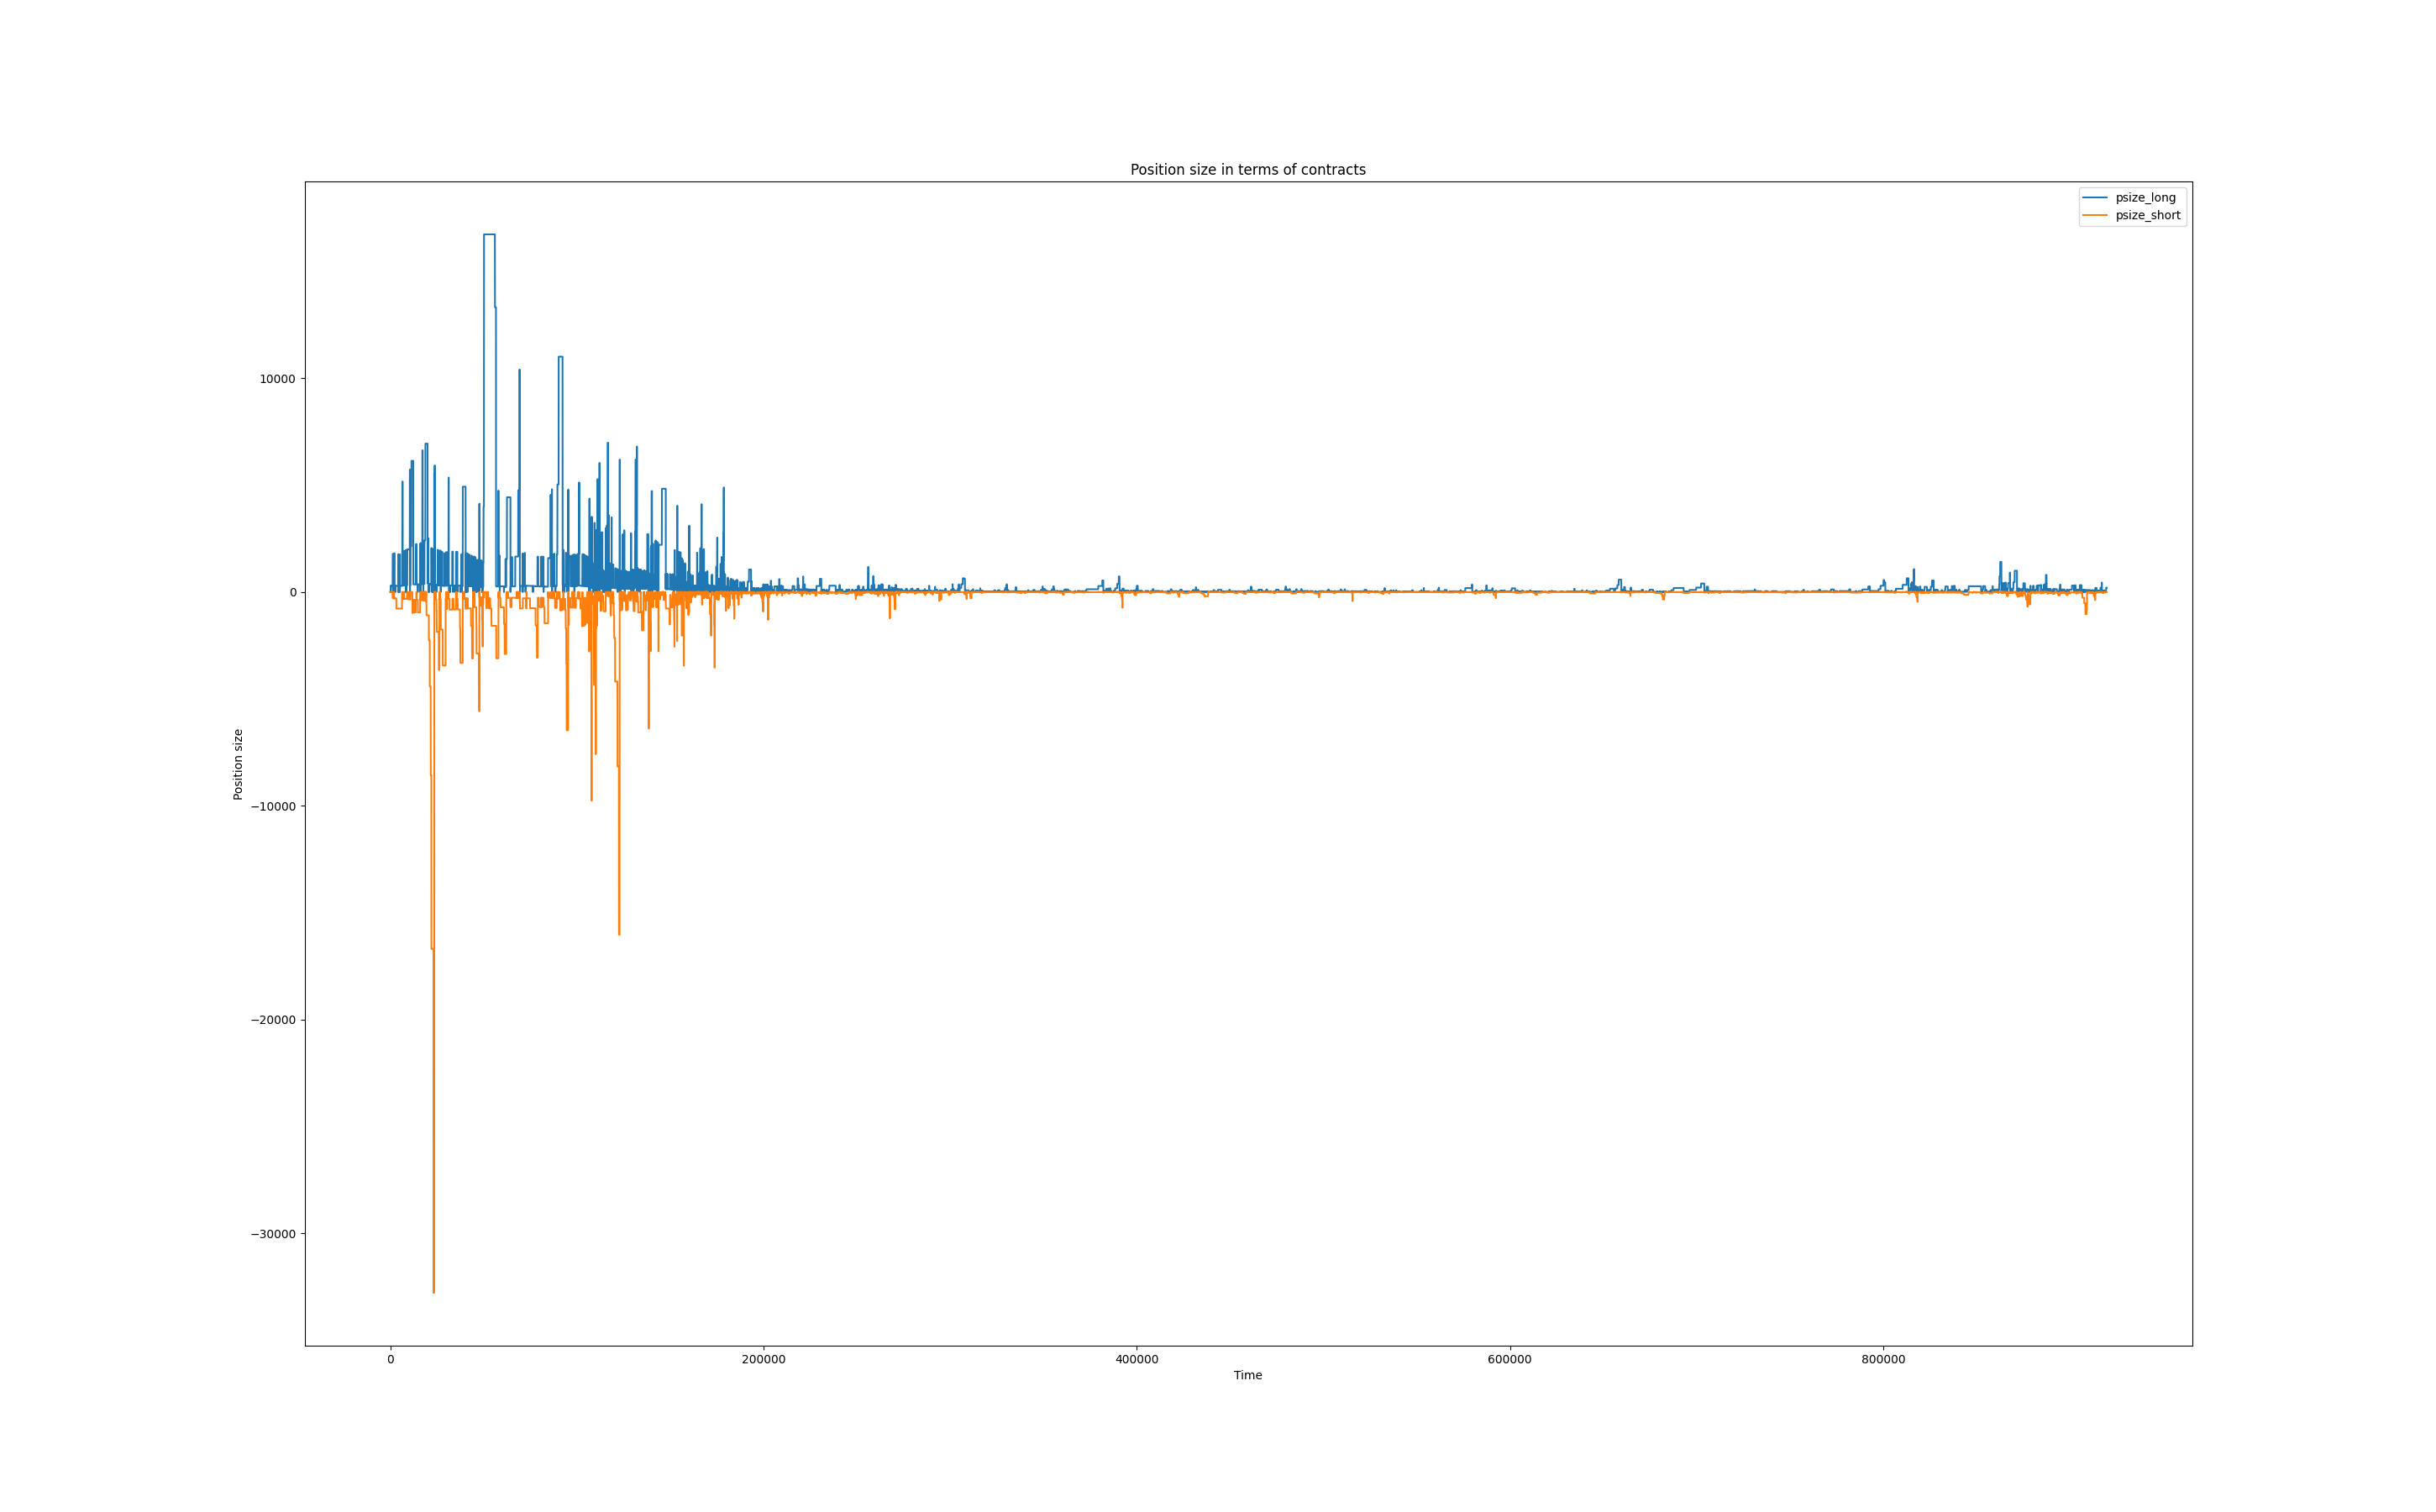 Position size in terms of contracts
psize_long
psize_short
10000
0
−10000
−20000
−30000
Position size
0
200000
400000
600000
800000
Time